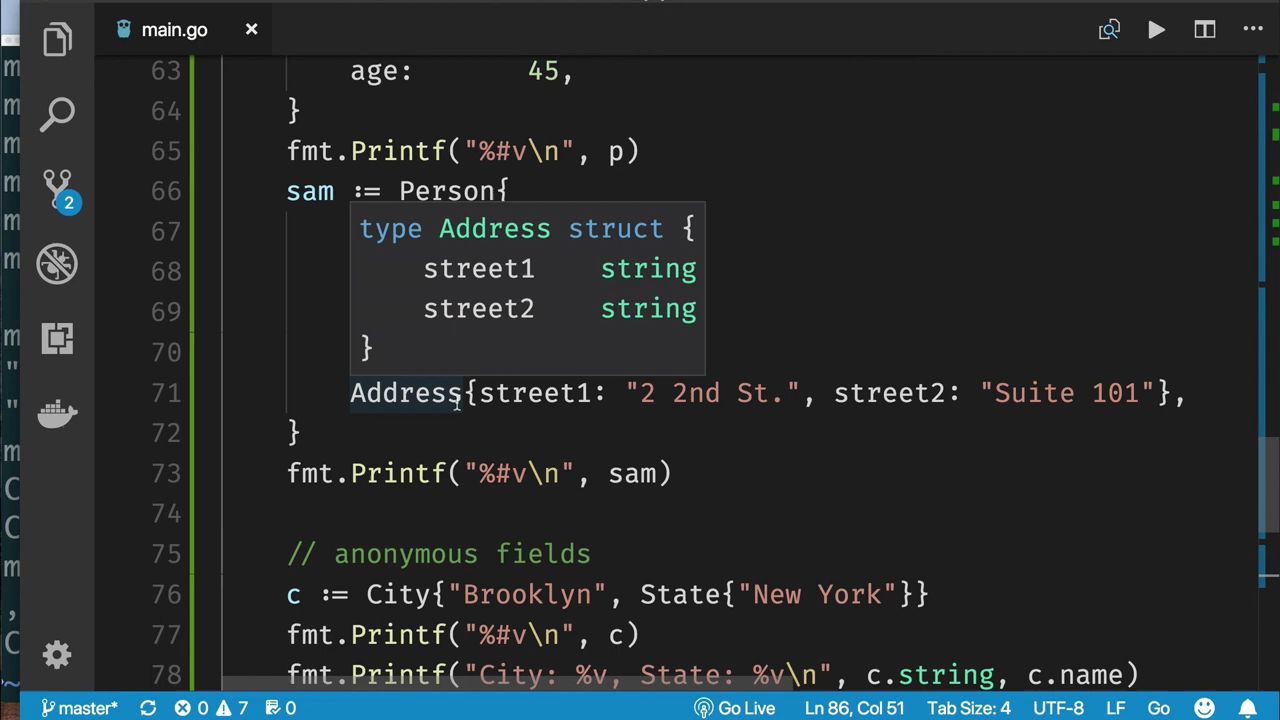 main.go
63 age: 45,
64 }
65 fmt.Printf("%#v\n", p)
66 sam := Person{
67
type Address struct {
68 street1 string
69 street2 string
70 }
71 Address{street1: "2 2nd St.", street2: "Suite 101"},
72 }
73 fmt.Printf("%#v\n", sam)
74
75 // anonymous fields
76 c := City{"Brooklyn", State{"New York"}}
77 fmt.Printf("%#v\n", c)
78 fmt.Printf("City: %v, State: %v\n", c.string, c.name)
2
master* 0 7 0 Go Live Ln 86, Col 51 Tab Size: 4 UTF-8 LF Go